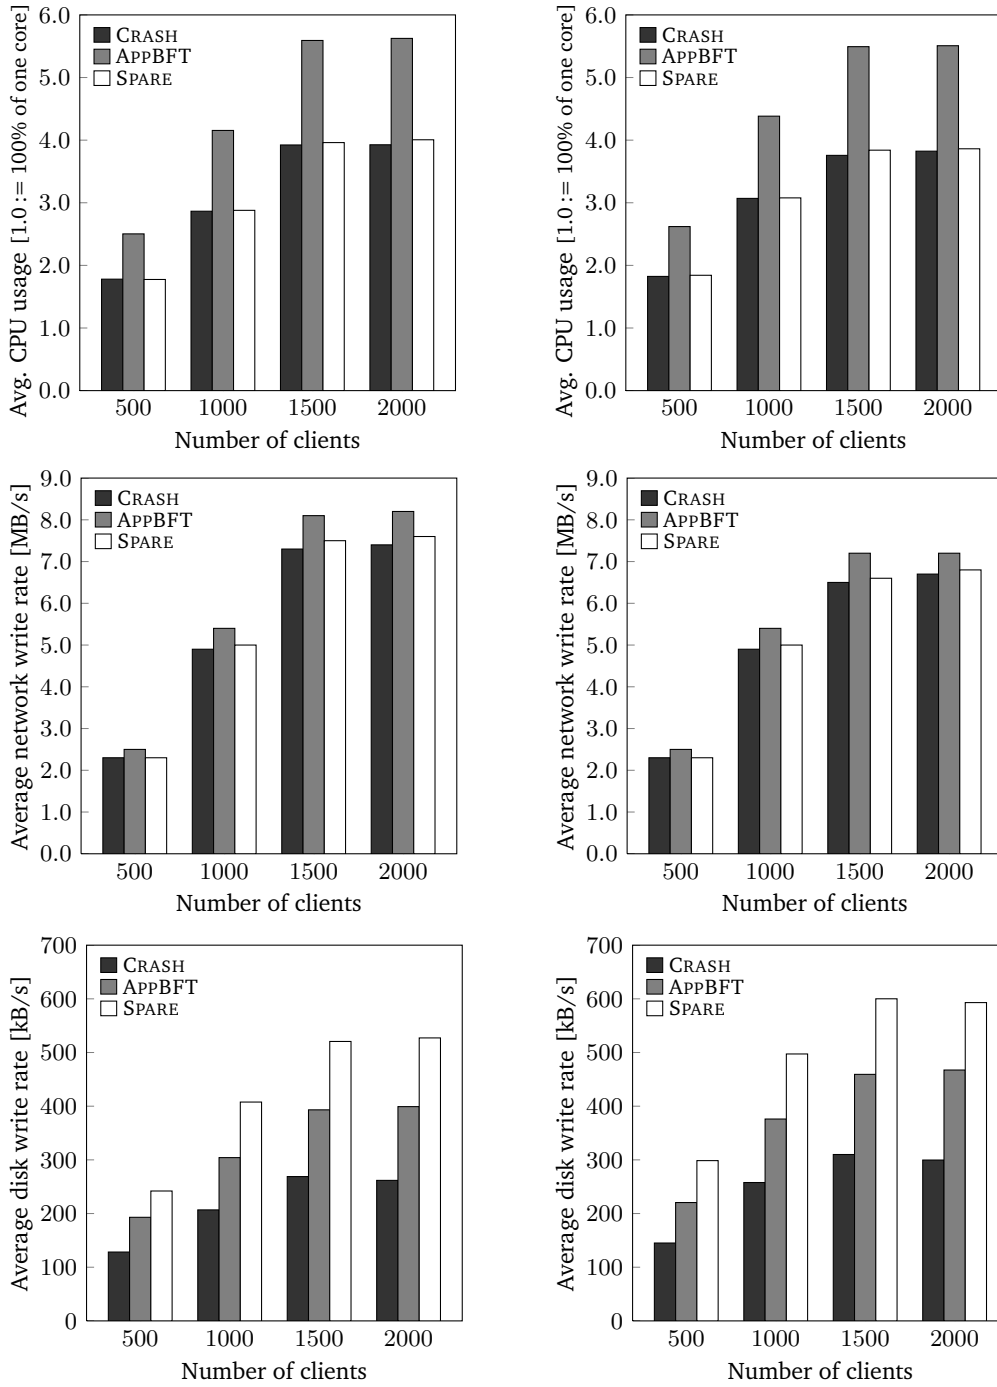 Avg. CPU usage [1.0 := 100% of one core]
6.0
5.0
4.0
3.0
2.0
1.0
0.0
CRASH
APPBFT
SPARE
500 1000 1500 2000
Number of clients
Avg. CPU usage [1.0 := 100% of one core]
6.0
5.0
4.0
3.0
2.0
1.0
0.0
CRASH
APPBFT
SPARE
500 1000 1500 2000
Number of clients
Average network write rate [MB/s]
9.0
8.0
7.0
6.0
5.0
4.0
3.0
2.0
1.0
0.0
CRASH
APPBFT
SPARE
500 1000 1500 2000
Number of clients
Average network write rate [MB/s]
9.0
8.0
7.0
6.0
5.0
4.0
3.0
2.0
1.0
0.0
CRASH
APPBFT
SPARE
500 1000 1500 2000
Number of clients
Average disk write rate [kB/s]
700
600
500
400
300
200
100
0
CRASH
APPBFT
SPARE
500 1000 1500 2000
Number of clients
Average disk write rate [kB/s]
700
600
500
400
300
200
100
0
CRASH
APPBFT
SPARE
500 1000 1500 2000
Number of clients